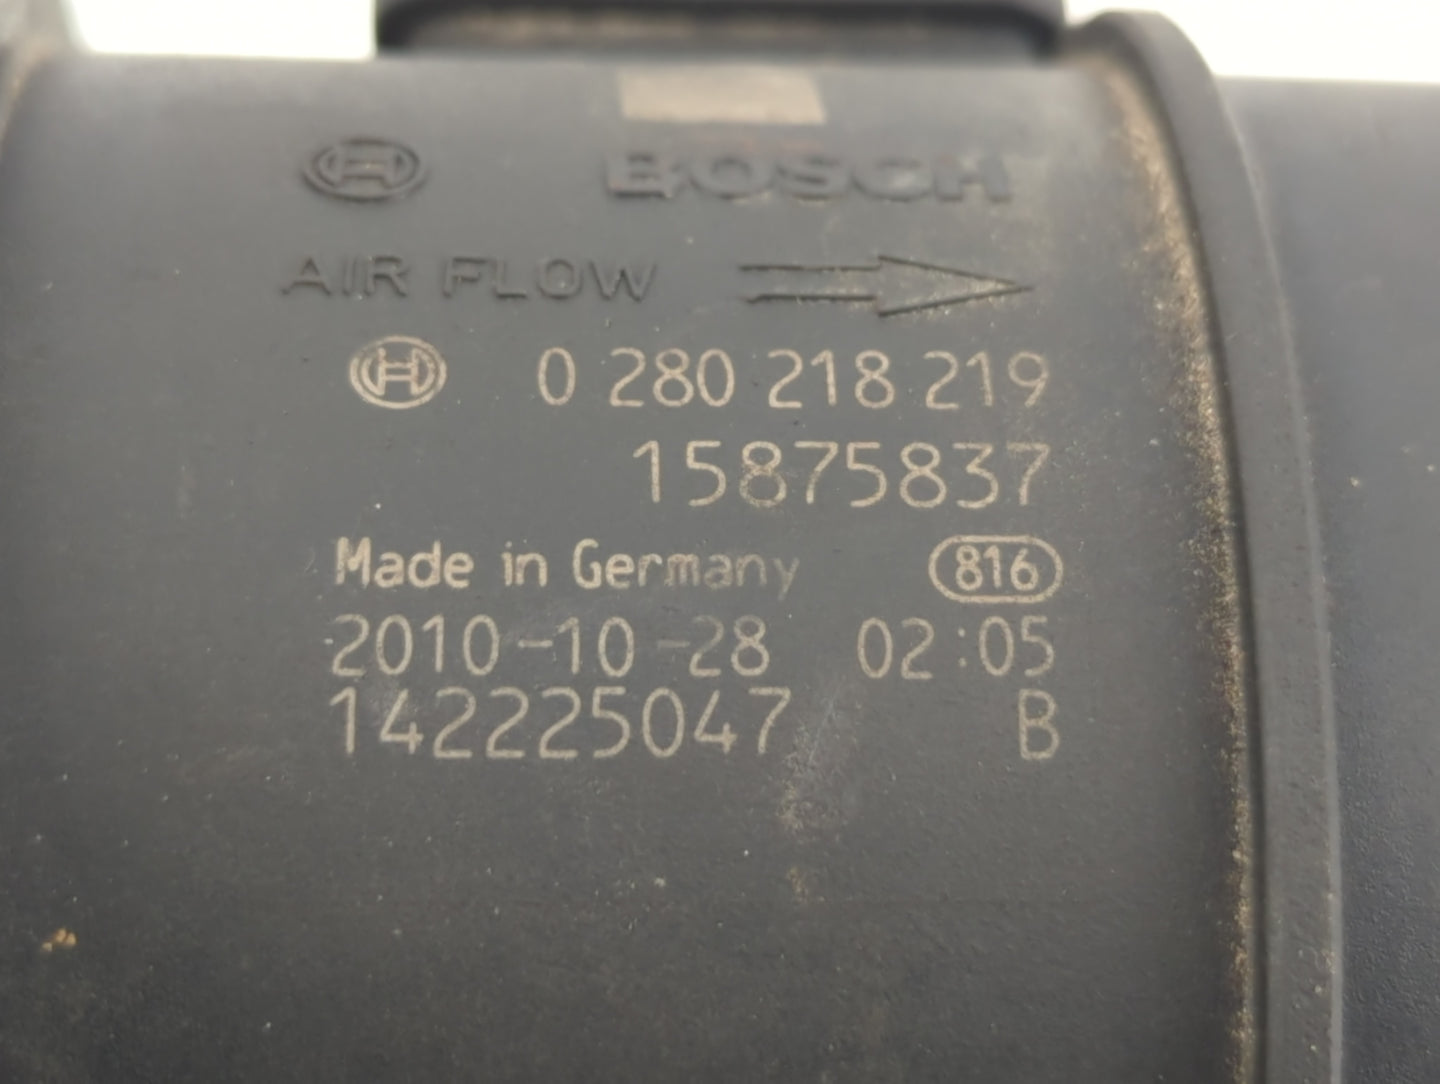 BOSCH
AIR FLOW
0 280 218 219
15875837
Made in Germany 816
2010-10-28 02:05
142225047 B